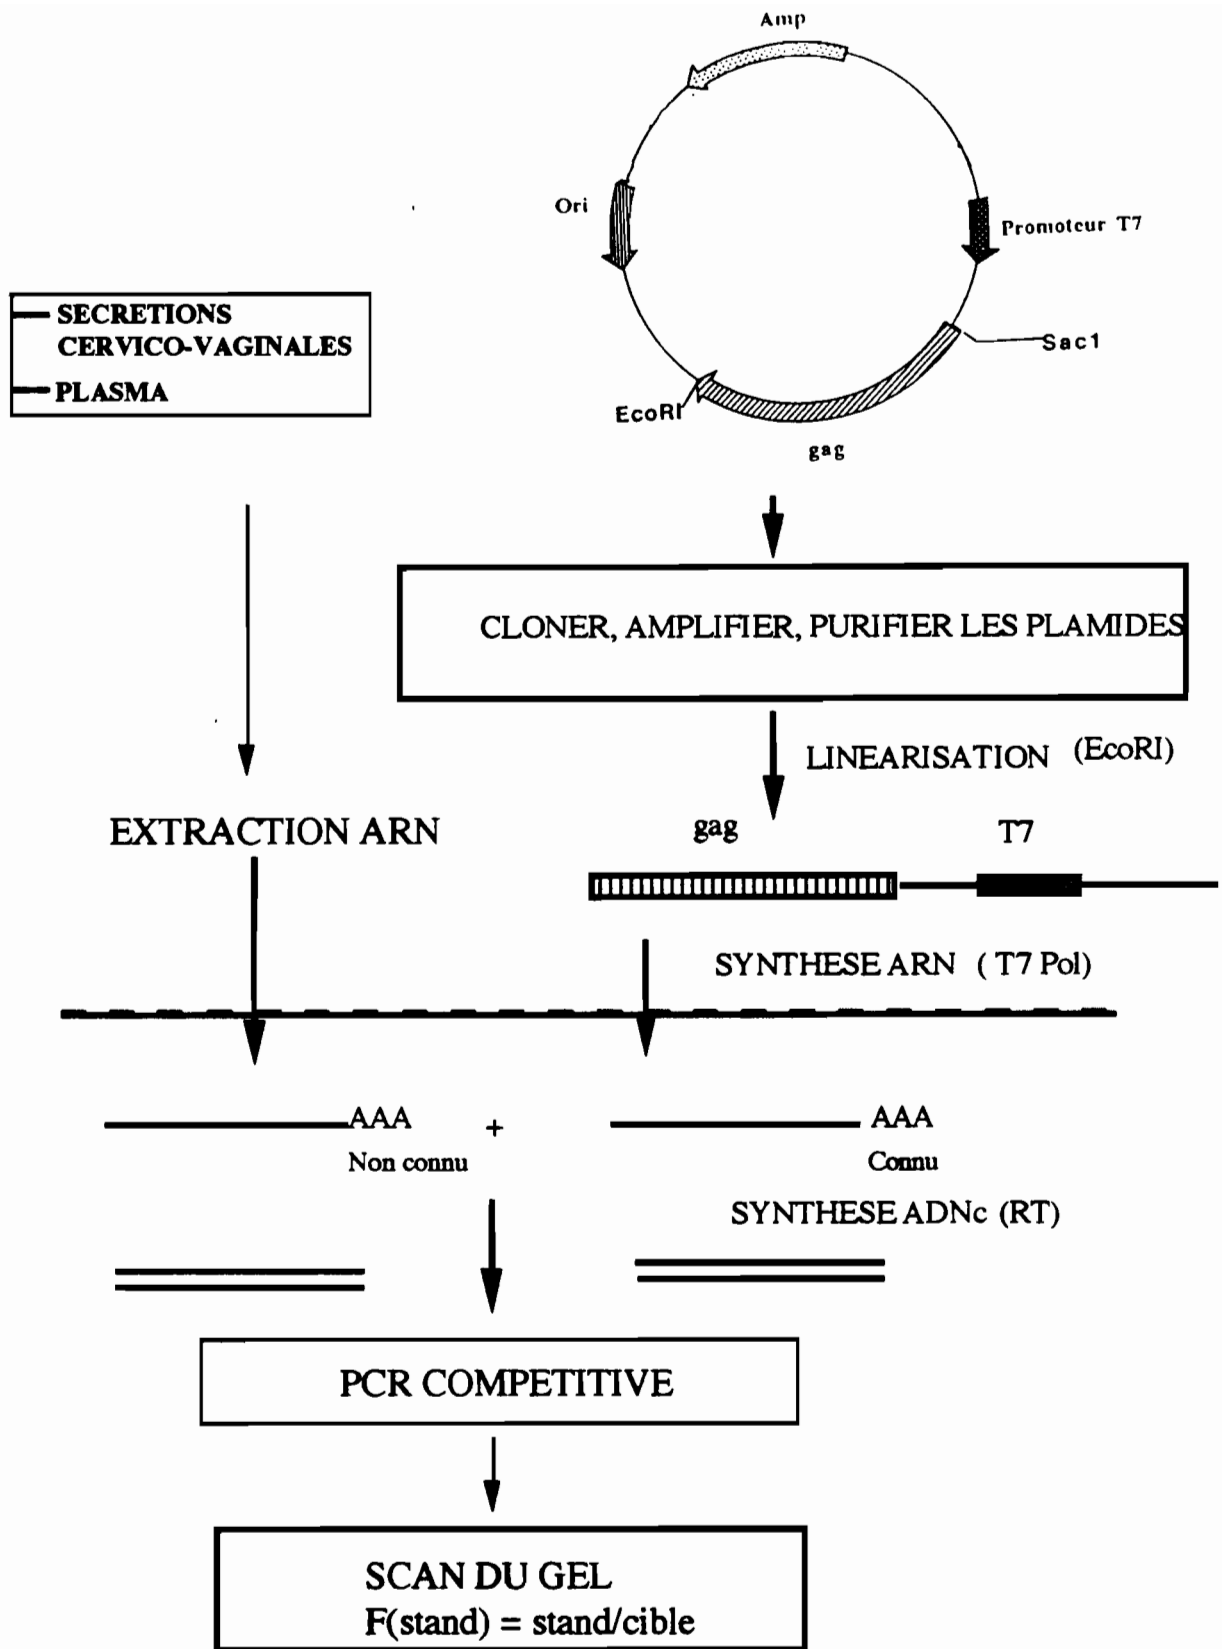 Amp
Ori
Promoteur T7
Sac1
EcoRI
gag
SECRETIONS
CERVICO-VAGINALES
PLASMA
CLONER, AMPLIFIER, PURIFIER LES PLAMIDES
LINEARISATION (EcoRI)
EXTRACTION ARN
gag T7
SYNTHESE ARN ( T7 Pol)
AAA + AAA
Non connu Connu
SYNTHESE ADNc (RT)
PCR COMPETITIVE
SCAN DU GEL
F(stand) = stand/cible